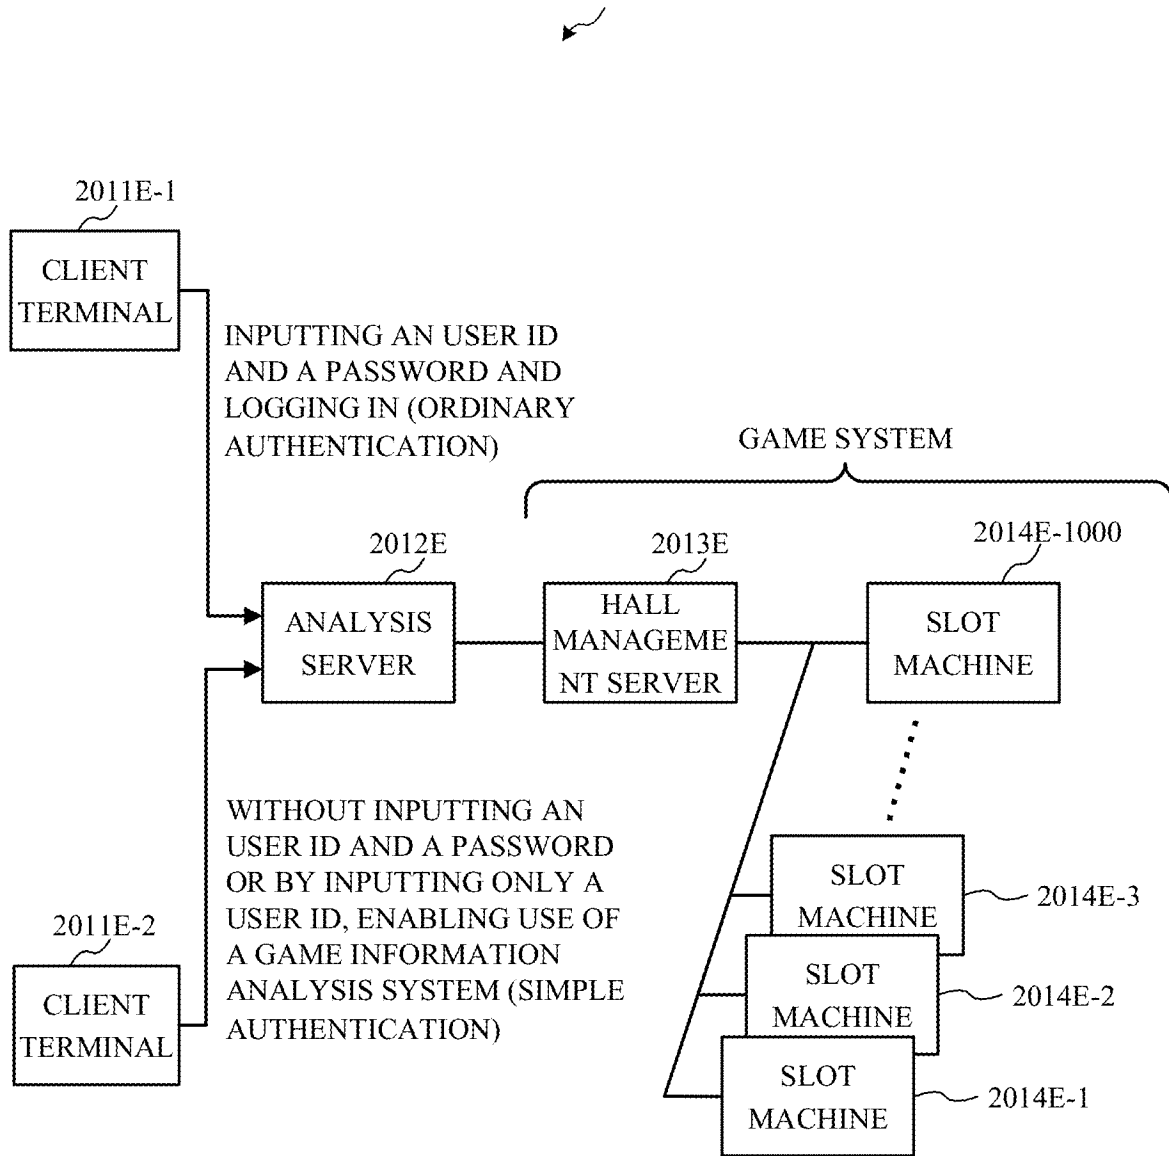 2011E-1
CLIENT
TERMINAL
INPUTTING AN USER ID
AND A PASSWORD AND
LOGGING IN (ORDINARY
AUTHENTICATION)
GAME SYSTEM
2012E
ANALYSIS
SERVER
2013E
HALL
MANAGEME
NT SERVER
2014E-1000
SLOT
MACHINE
WITHOUT INPUTTING AN
USER ID AND A PASSWORD
OR BY INPUTTING ONLY A
USER ID, ENABLING USE OF
A GAME INFORMATION
ANALYSIS SYSTEM (SIMPLE
AUTHENTICATION)
2011E-2
CLIENT
TERMINAL
SLOT
MACHINE
2014E-3
SLOT
MACHINE
2014E-2
SLOT
MACHINE
2014E-1